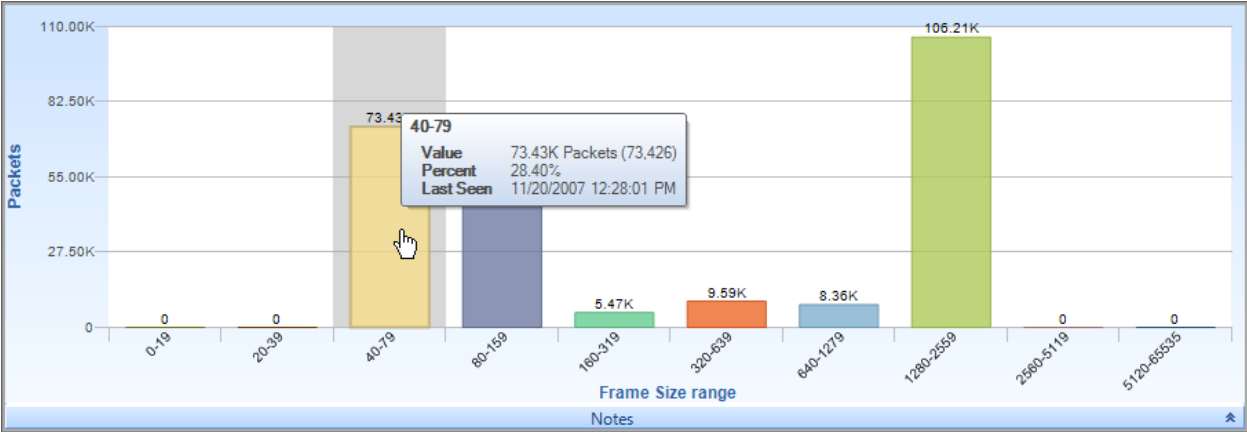 110.00K
106.21K
82.50K
73.43
40-79
Value 73.43K Packets (73,426)
Percent 28.40%
Last Seen 11/20/2007 12:28:01 PM
55.00K
Packets
27.50K
5.47K
9.59K
8.36K
0
0
0
0
0
0-19
20-39
40-79
80-159
160-319
320-639
640-1279
1280-2559
2560-5119
5120-65535
Frame Size range
Notes